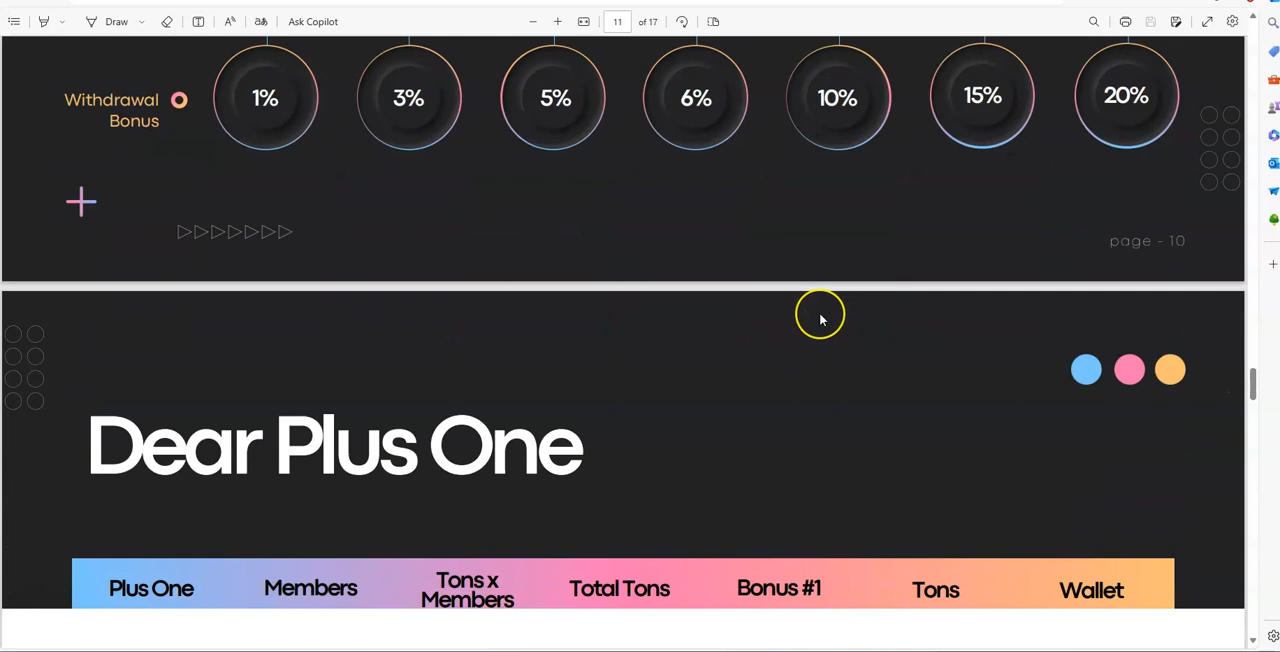 Draw
Ask Copilot
11 of 17
Withdrawal
Bonus
1% 3% 5% 6% 10% 15% 20%
page - 10
Dear Plus One
Plus One Members Tons x Total Tons Bonus #1 Tons Wallet
Members